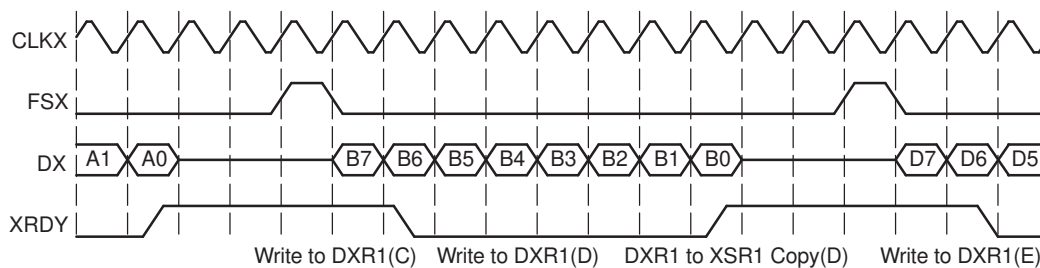 CLKX
FSX
DX A1 A0 B7 B6 B5 B4 B3 B2 B1 B0 D7 D6 D5
XRDY
Write to DXR1(C) Write to DXR1(D) DXR1 to XSR1 Copy(D) Write to DXR1(E)